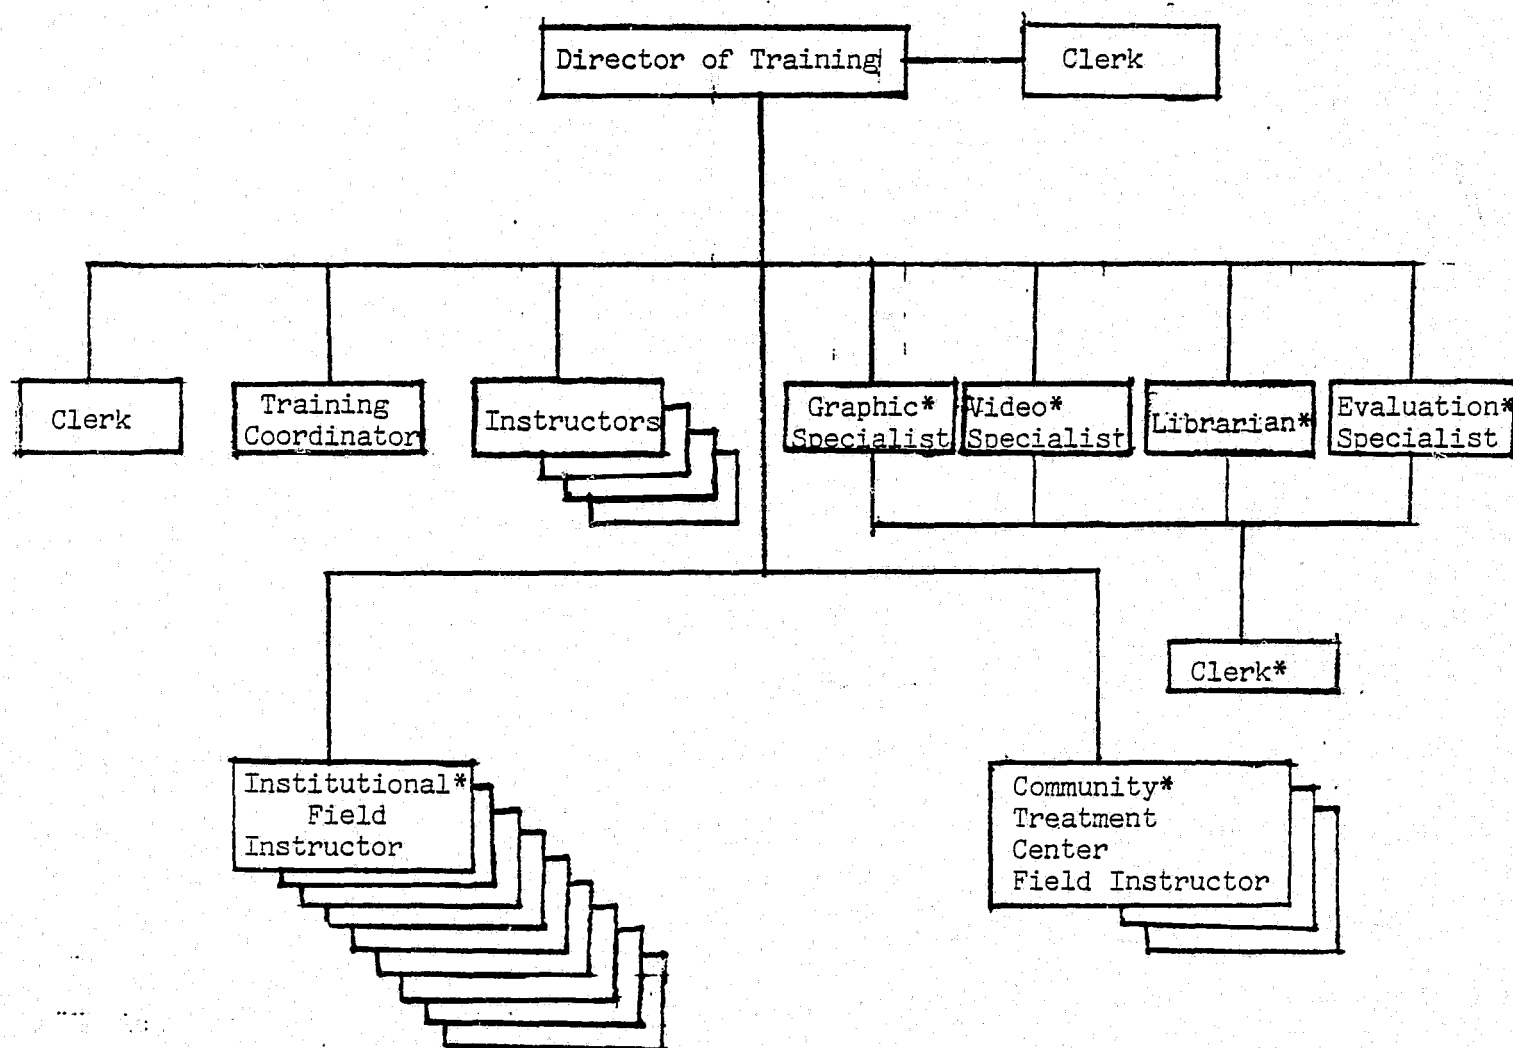 Director of Training
Clerk
Clerk
Training
Coordinator
Instructors
Graphic*
Specialist
Video*
Specialist
Librarian*
Evaluation*
Specialist
Clerk*
Institutional*
Field
Instructor
Community*
Treatment
Center
Field Instructor